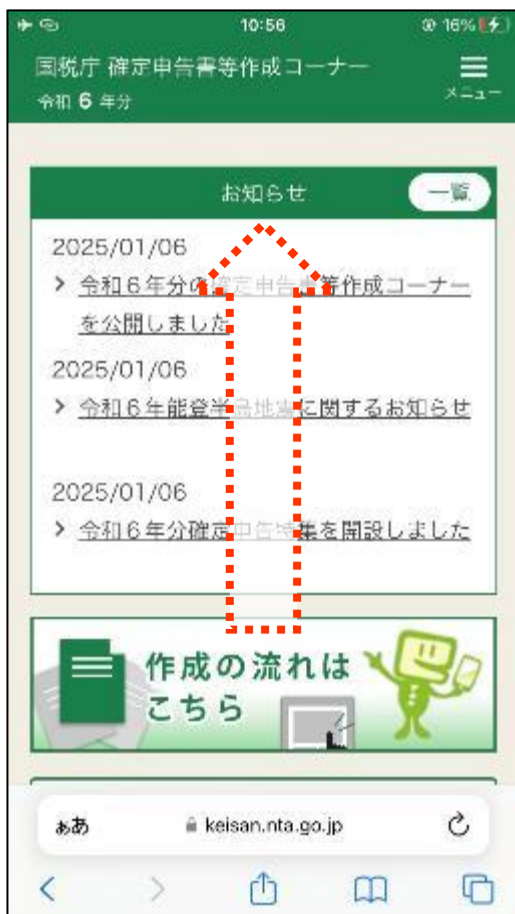 10:56
16%
国税庁 確定申告書等作成コーナー
令和 6 年分
メニュー
お知らせ
一覧
2025/01/06
令和６年分の確定申告書等作成コーナー
を公開しました
2025/01/06
令和６年能登半島地震に関するお知らせ
2025/01/06
令和６年分確定申告特集を開設しました
作成の流れは
こちら
ぁあ
keisan.nta.go.jp